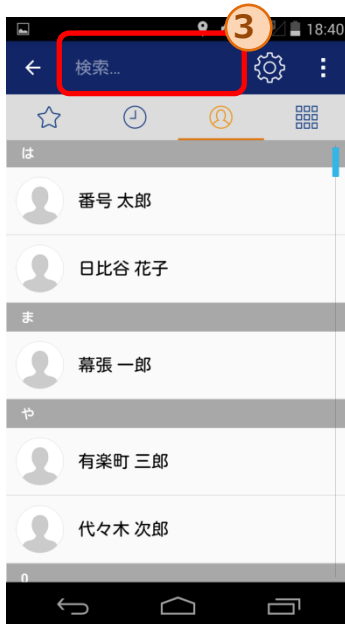 3
18:40
検索...
は
番号 太郎
日比谷 花子
ま
幕張 一郎
や
有楽町 三郎
代々木 次郎
0